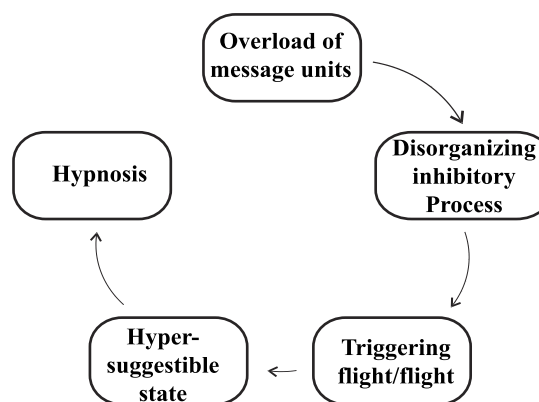 Overload of
message units
Disorganizing
inhibitory
Process
Triggering
flight/flight
Hyper-
suggestible
state
Hypnosis